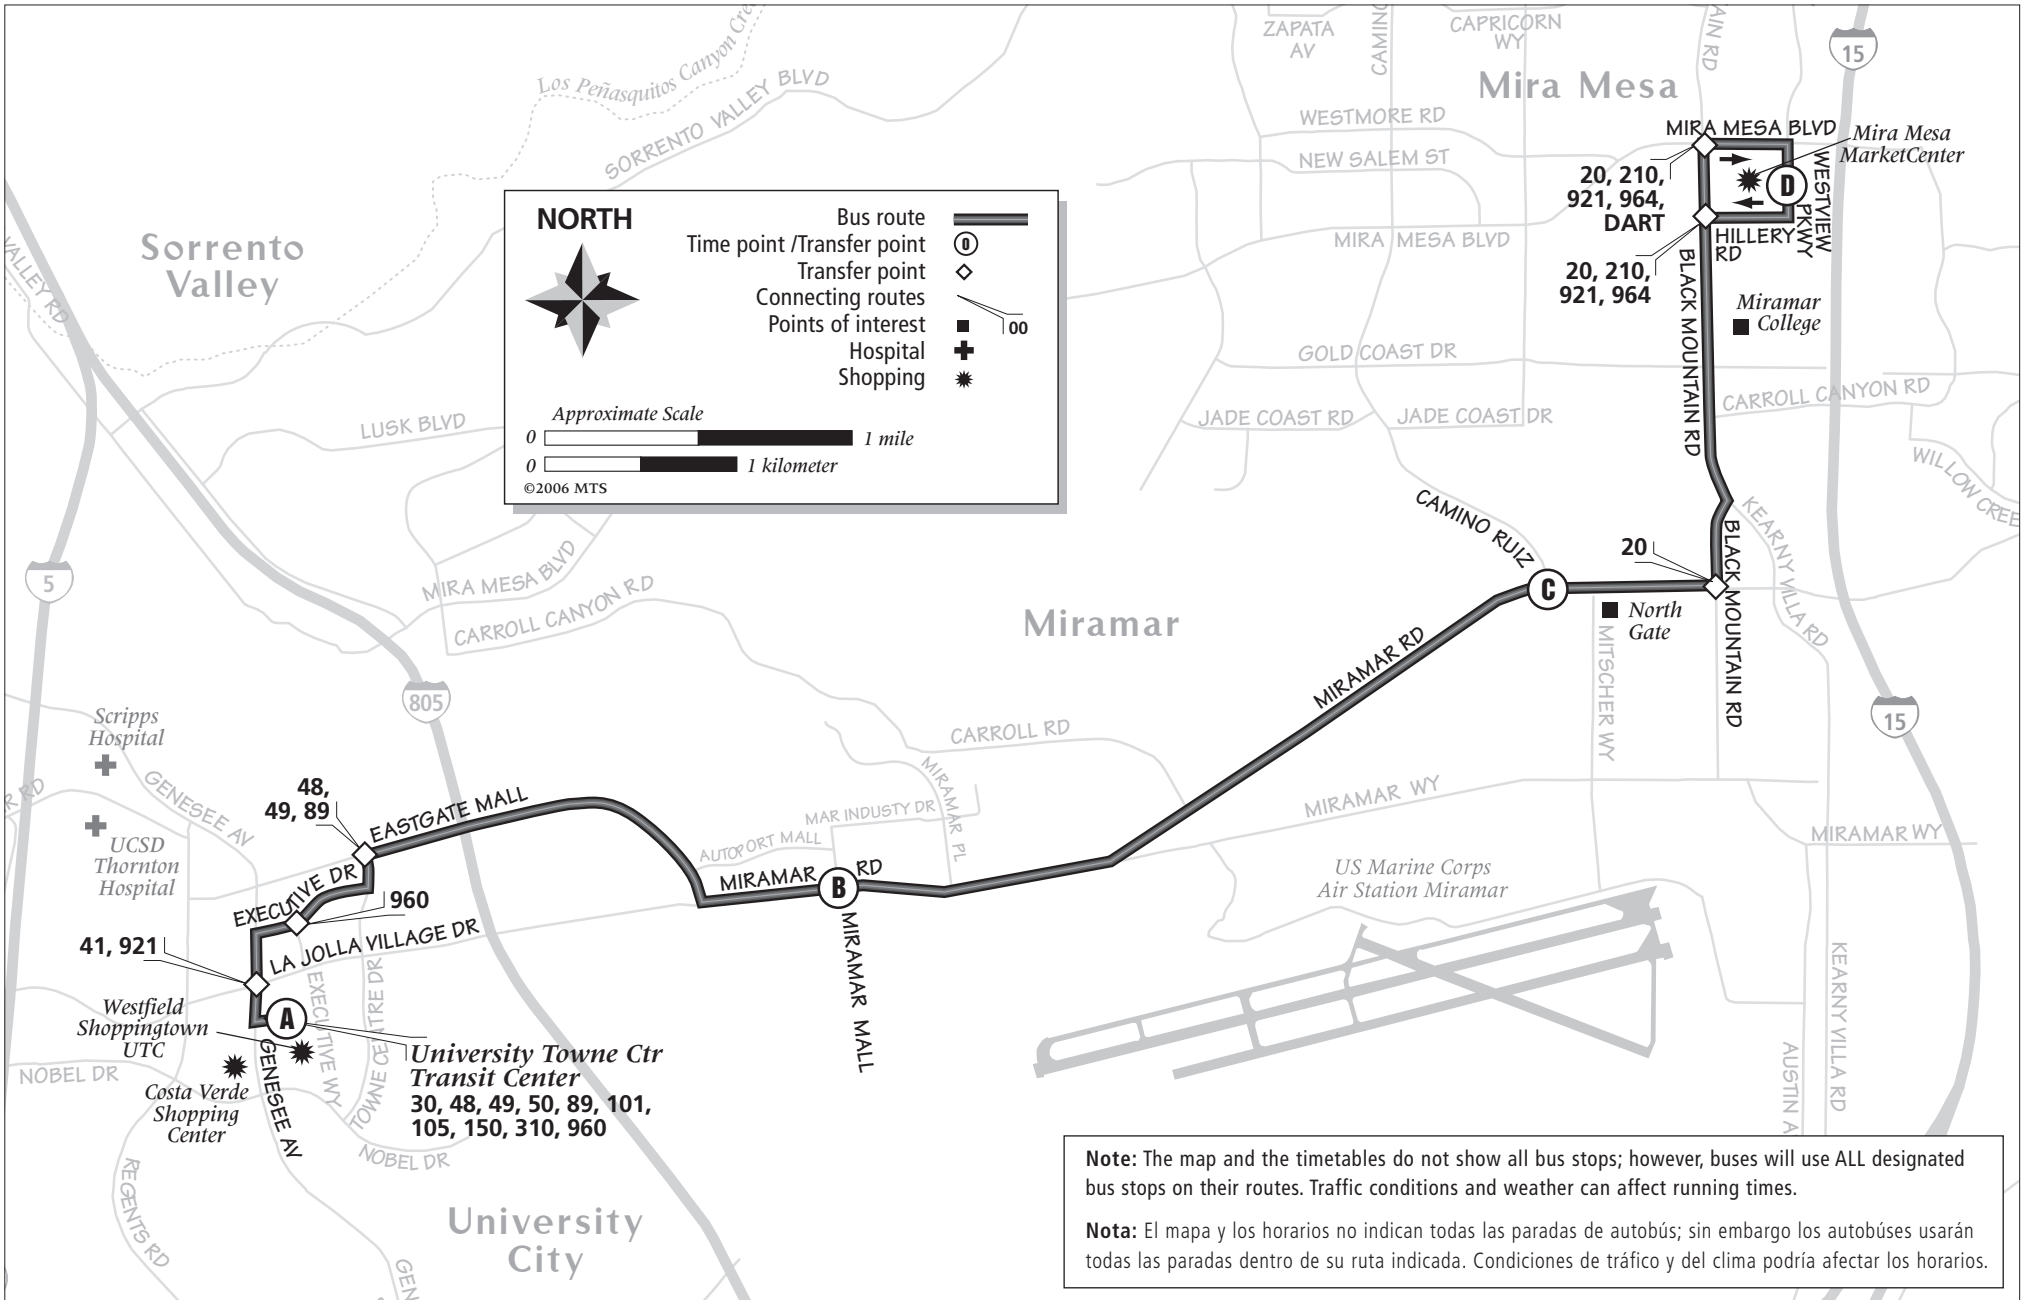 ZAPATA
AV
CAMINO
CAPRICORN
WY
AIN RD
15
Los Peñasquitos Canyon Cree
SORRENTO VALLEY BLVD
Mira Mesa
WESTMORE RD
NEW SALEM ST
MIRA MESA BLVD
Mira Mesa
MarketCenter
20, 210,
921, 964,
DART
D
WESTVIEW
PKWY
HILLERY
RD
MIRA MESA BLVD
20, 210,
921, 964
Sorrento
Valley
VALLEY RD
NORTH
Bus route
Time point /Transfer point
0
Transfer point
Connecting routes
00
Points of interest
Hospital
Shopping
Approximate Scale
0
1 mile
0
1 kilometer
©2006 MTS
BLACK MOUNTAIN RD
Miramar
College
GOLD COAST DR
CARROLL CANYON RD
JADE COAST RD
JADE COAST DR
LUSK BLVD
WILLOW CREE
CAMINO RUIZ
KEARNY VILLA RD
20
BLACK MOUNTAIN RD
C
North
Gate
MITSCHER WY
5
MIRA MESA BLVD
CARROLL CANYON RD
Miramar
MIRAMAR RD
805
15
Scripps
Hospital
GENESEE AV
R RD
UCSD
Thornton
Hospital
CARROLL RD
MIRAMAR PL
MAR INDUSTY DR
AUTOPORT MALL
MIRAMAR WY
MIRAMAR WY
48,
49, 89
EASTGATE MALL
EXECUTIVE DR
960
MIRAMAR
B
RD
MIRAMAR MALL
US Marine Corps
Air Station Miramar
41, 921
LA JOLLA VILLAGE DR
EXECUTIVE WY
TOWNE CENTRE DR
Westfield
Shoppingtown
UTC
A
NOBEL DR
Costa Verde
Shopping
Center
GENESEE AV
University Towne Ctr
Transit Center
30, 48, 49, 50, 89, 101,
105, 150, 310, 960
NOBEL DR
REGENTS RD
University
City
GEN
KEARNY VILLA RD
AUSTIN A
Note: The map and the timetables do not show all bus stops; however, buses will use ALL designated
bus stops on their routes. Traffic conditions and weather can affect running times.
Nota: El mapa y los horarios no indican todas las paradas de autobús; sin embargo los autobúses usarán
todas las paradas dentro de su ruta indicada. Condiciones de tráfico y del clima podría afectar los horarios.